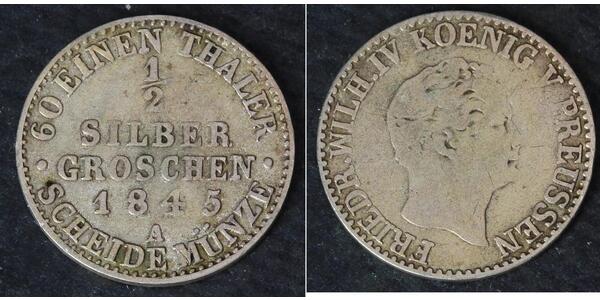 60 EINEN THALER
1/2
SILBER
· GROSCHEN ·
1845
A
SCHEIDE MÜNZE
FRIEDR. WILH. IV KOENIG V. PREUSSEN